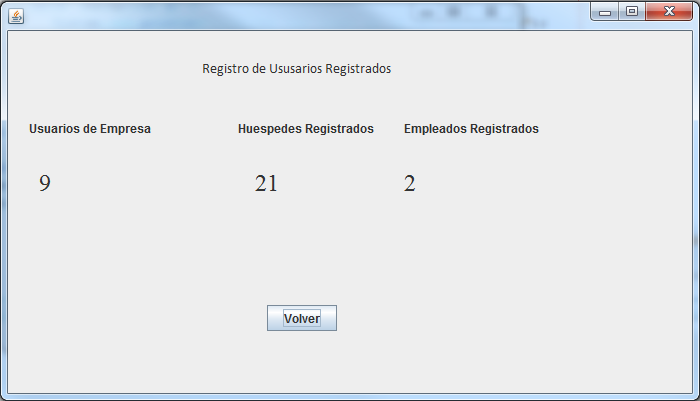 Registro de Ususarios Registrados
Usuarios de Empresa Huespedes Registrados Empleados Registrados
9 21 2
Volver